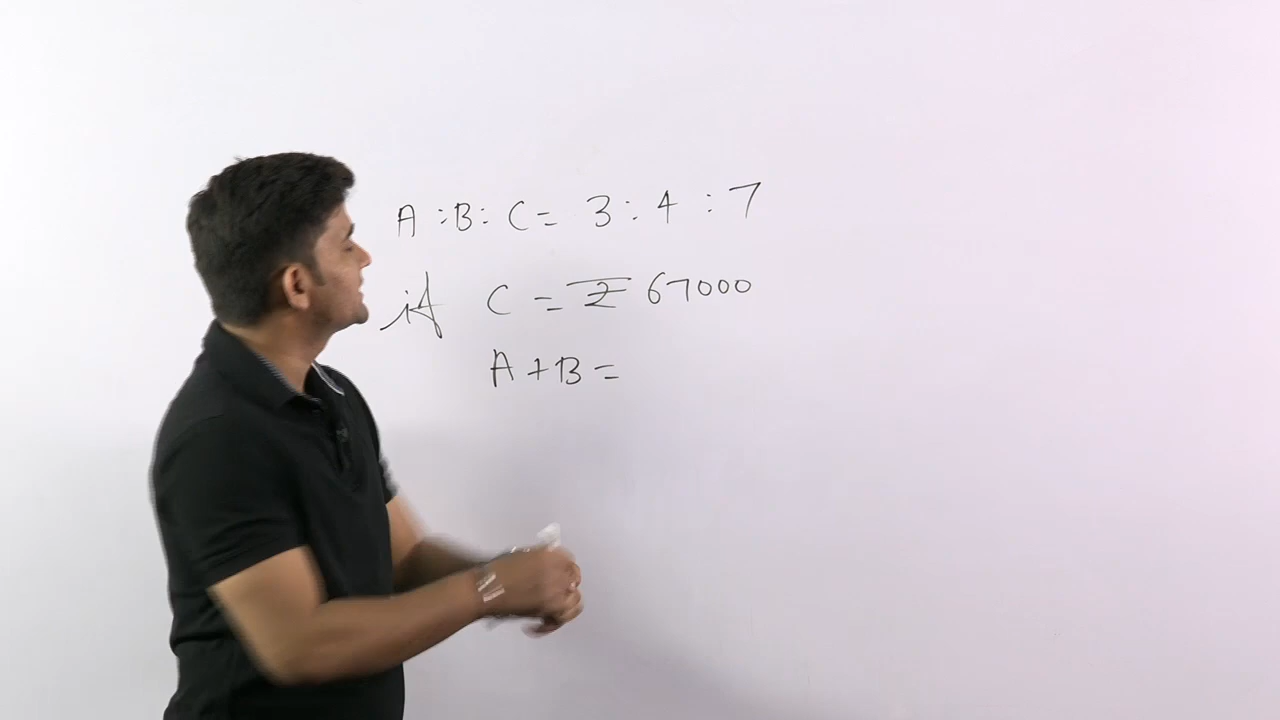 A : B : C = 3 : 4 : 7
if C = ₹ 67000
A + B =